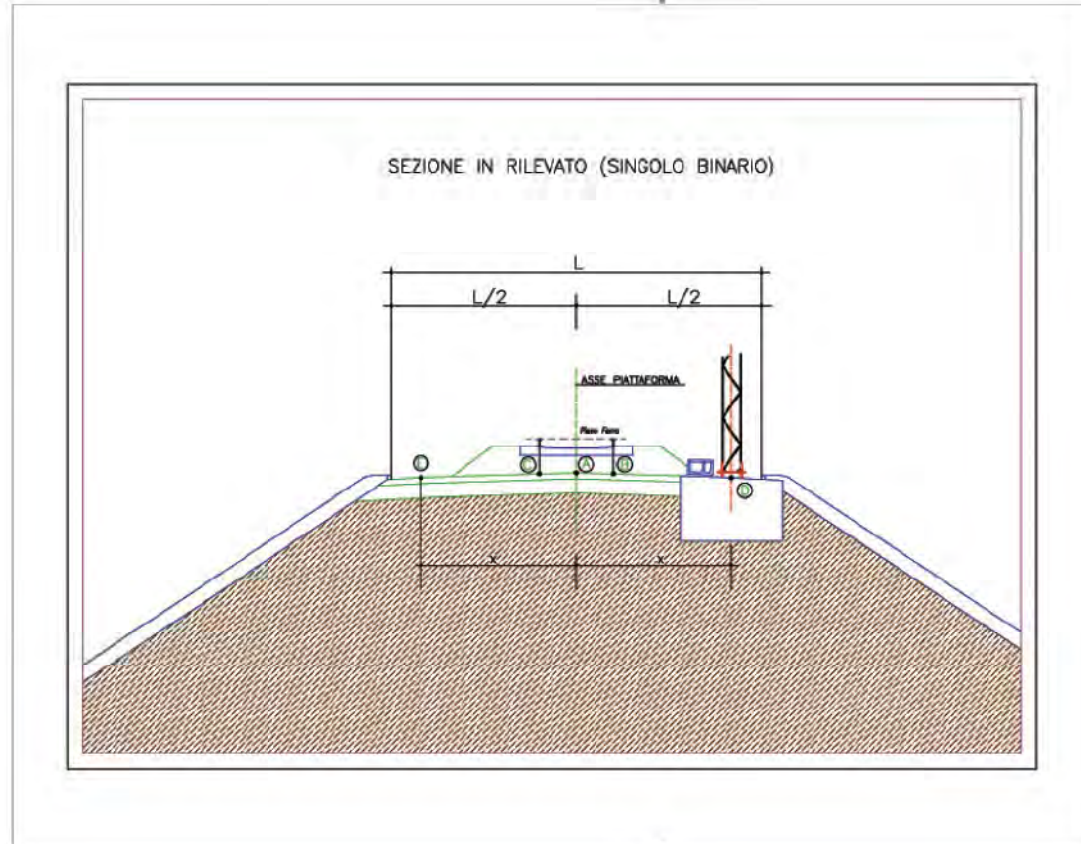 SEZIONE IN RILEVATO (SINGOLO BINARIO)
L
L/2 L/2
ASSE PIATTAFORMA
Piano Ferro
C A B
D
x x